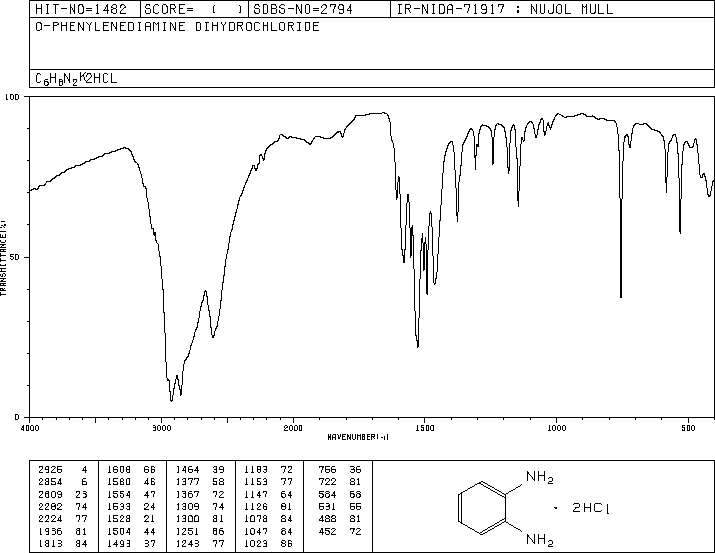 HIT-NO=1482 SCORE= ( ) SDBS-NO=2794 IR-NIDA-71917 : NUJOL MULL
O-PHENYLENEDIAMINE DIHYDROCHLORIDE
C6H8N2 2HCL
100
TRANSMITTANCE(%)
50
0
4000 3000 2000 1500 1000 500
WAVENUMBER(-1)
2925 4 1608 66 1464 39 1183 72 756 36
2854 6 1580 46 1377 58 1153 77 722 81
2609 23 1554 47 1367 72 1147 64 584 68
2282 74 1533 24 1309 74 1126 81 531 55
2224 77 1528 21 1300 81 1078 84 488 81
1936 81 1504 44 1251 86 1047 84 452 72
1813 84 1493 37 1243 77 1023 86
NH2
· 2HCl
NH2